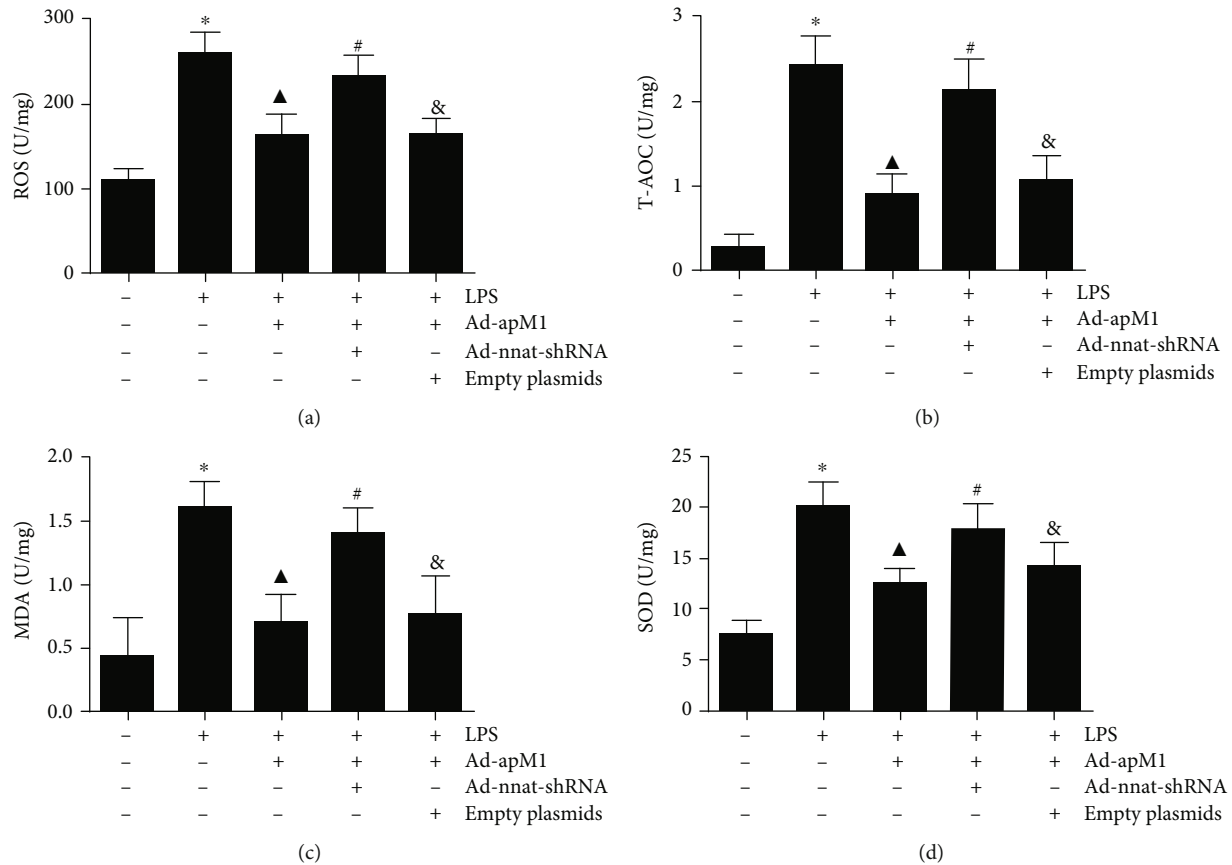 ROS (U/mg)
300
200
100
0
*
▲
#
&
– + + + + LPS
– – + + + Ad-apM1
– – – + – Ad-nnat-shRNA
– – – – + Empty plasmids
(a)
T-AOC (U/mg)
3
2
1
0
*
▲
#
&
– + + + + LPS
– – + + + Ad-apM1
– – – + – Ad-nnat-shRNA
– – – – + Empty plasmids
(b)
MDA (U/mg)
2.0
1.5
1.0
0.5
0.0
*
▲
#
&
– + + + + LPS
– – + + + Ad-apM1
– – – + – Ad-nnat-shRNA
– – – – + Empty plasmids
(c)
SOD (U/mg)
25
20
15
10
5
0
*
▲
#
&
– + + + + LPS
– – + + + Ad-apM1
– – – + – Ad-nnat-shRNA
– – – – + Empty plasmids
(d)